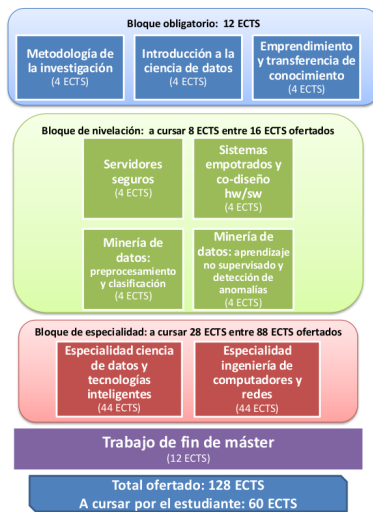 Bloque obligatorio: 12 ECTS
Metodología de
la investigación
(4 ECTS)
Introducción a la
ciencia de datos
(4 ECTS)
Emprendimiento
y transferencia de
conocimiento
(4 ECTS)
Bloque de nivelación: a cursar 8 ECTS entre 16 ECTS ofertados
Servidores
seguros
(4 ECTS)
Sistemas
empotrados y
co-diseño
hw/sw
(4 ECTS)
Minería de
datos:
preprocesamiento
y clasificación
(4 ECTS)
Minería de
datos: aprendizaje
no supervisado y
detección de
anomalías
(4 ECTS)
Bloque de especialidad: a cursar 28 ECTS entre 88 ECTS ofertados
Especialidad ciencia
de datos y
tecnologías
inteligentes
(44 ECTS)
Especialidad
ingeniería de
computadores y
redes
(44 ECTS)
Trabajo de fin de máster
(12 ECTS)
Total ofertado: 128 ECTS
A cursar por el estudiante: 60 ECTS